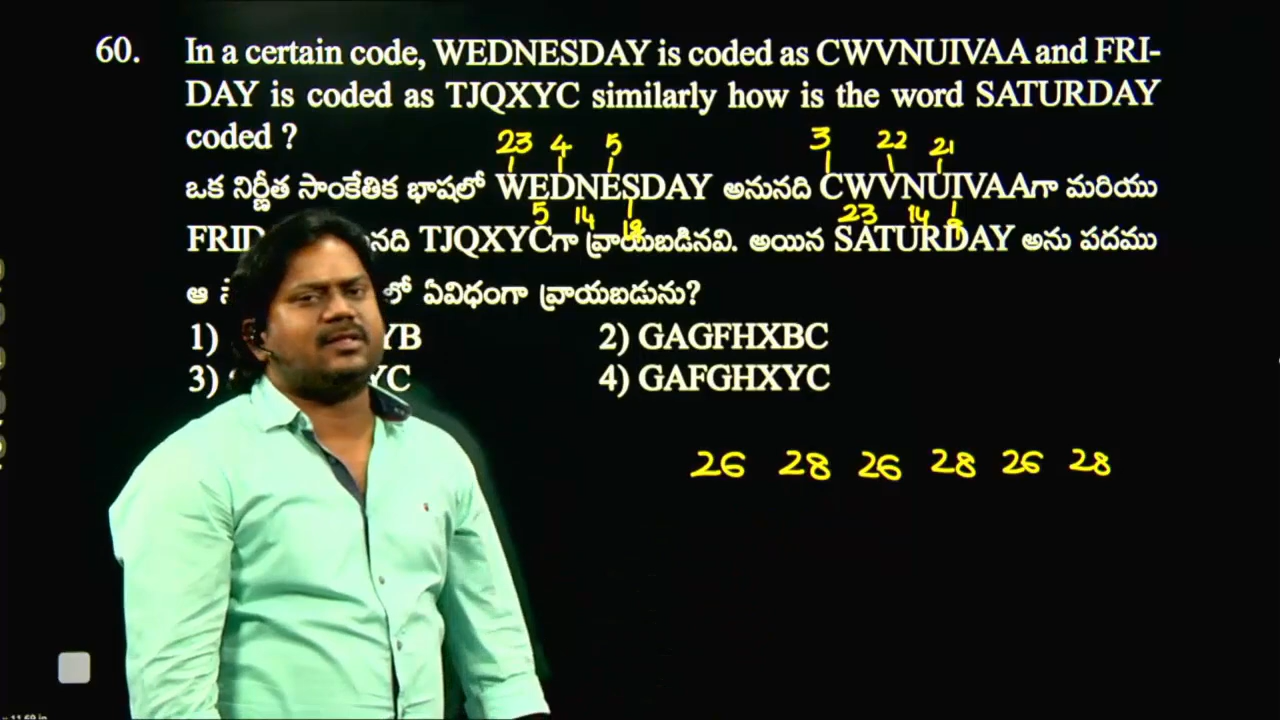 60. In a certain code, WEDNESDAY is coded as CWVNUIVAA and FRI-
DAY is coded as TJQXYC similarly how is the word SATURDAY
coded ?
23 4 5 3 22 21
ఒక నిర్ణీత సాంకేతిక భాషలో WEDNESDAY అనునది CWVNUIVAAగా మరియు
5 14 23 14
FRID నది TJQXYCగా వ్రాయబడినవి. అయిన SATURDAY అను పదము
ఆ లో ఏవిధంగా వ్రాయబడును?
1) YB 2) GAGFHXBC
3) YC 4) GAFGHXYC
26 28 26 28 26 28